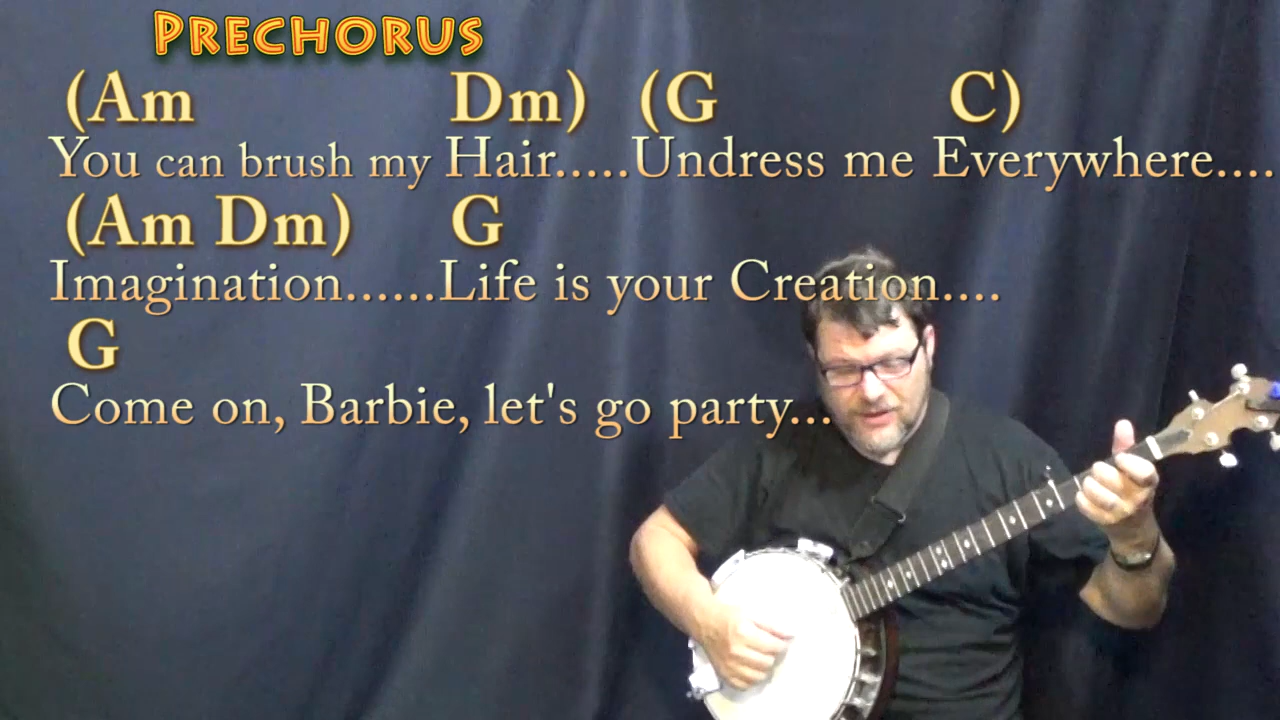 PRECHORUS
(Am Dm) (G C)
You can brush my Hair.....Undress me Everywhere....
(Am Dm) G
Imagination......Life is your Creation....
G
Come on, Barbie, let's go party...